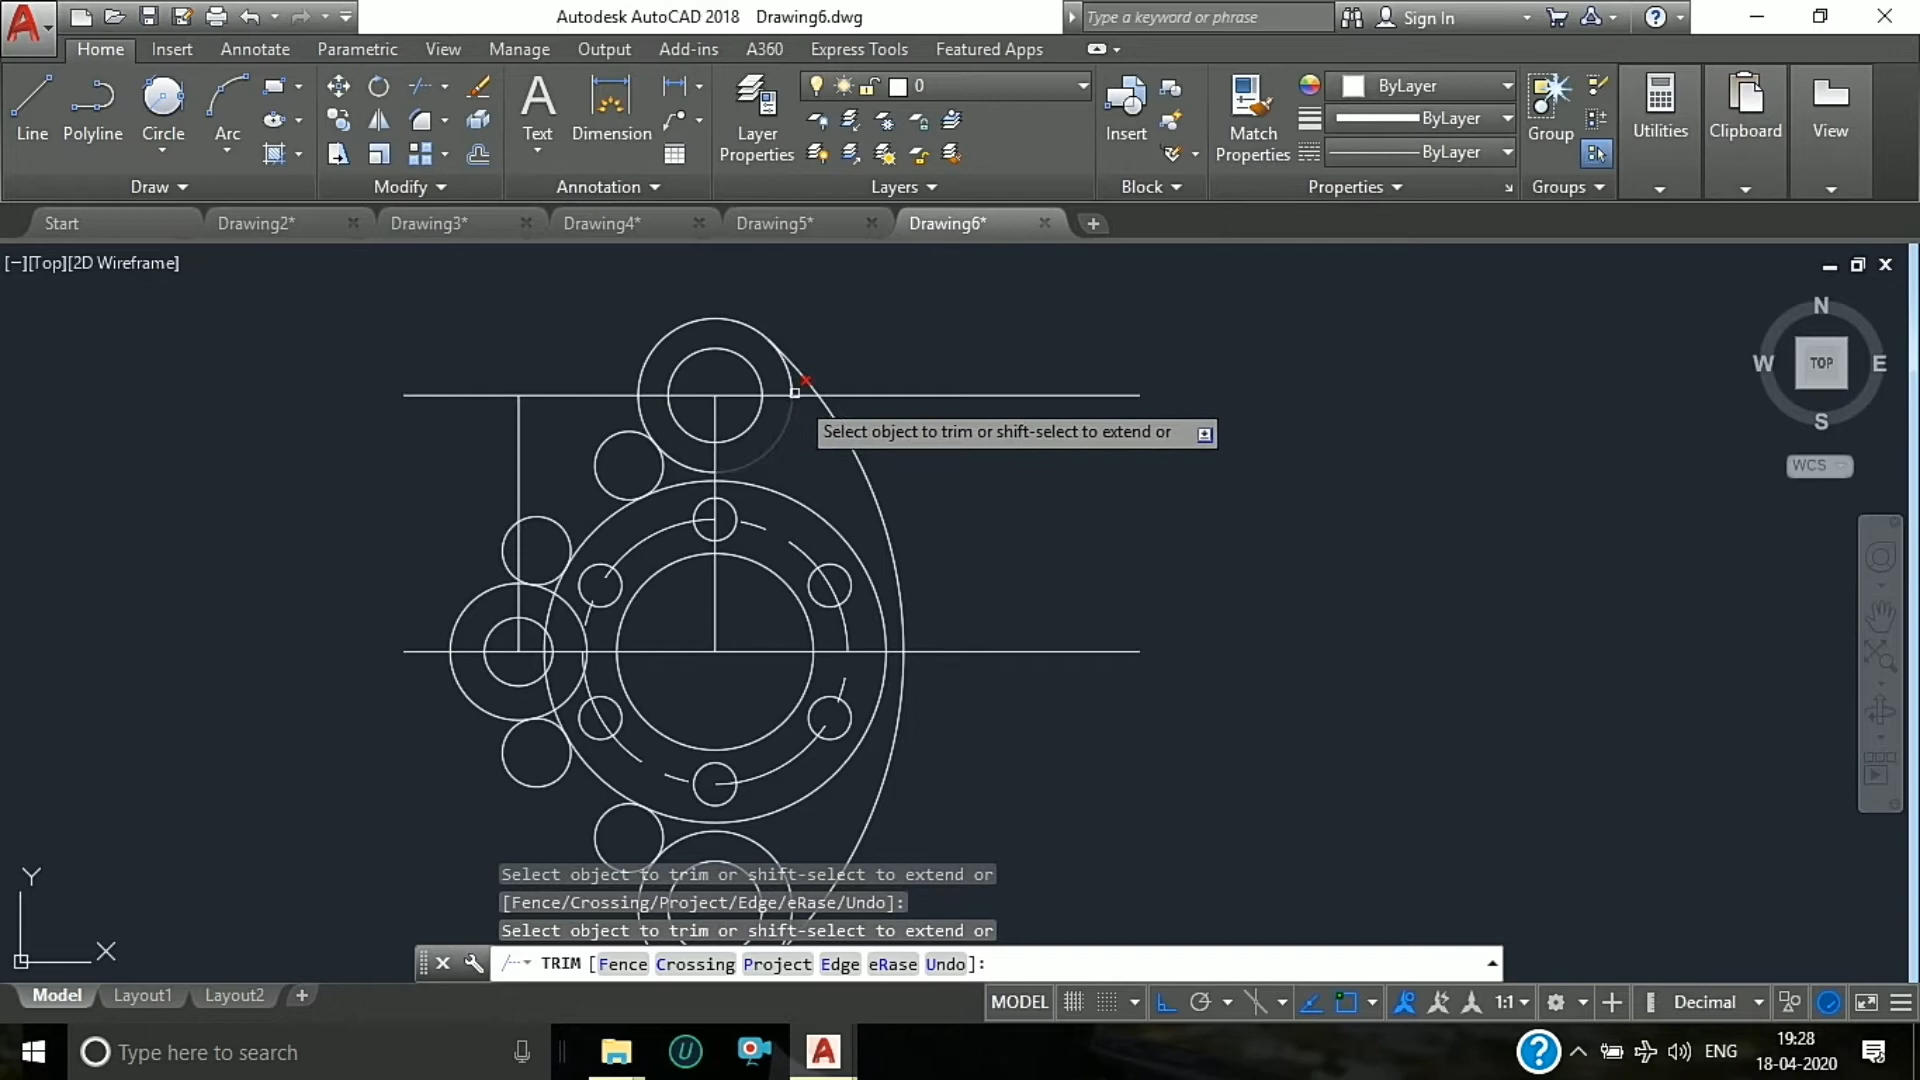 Autodesk AutoCAD 2018 Drawing6.dwg
Type a keyword or phrase
Sign In
Home Insert Annotate Parametric View Manage Output Add-ins A360 Express Tools Featured Apps
0
ByLayer
ByLayer
ByLayer
Line Polyline Circle Arc
Text Dimension
Layer Properties
Insert
Match Properties
Group
Utilities Clipboard View
Draw Modify Annotation Layers Block Properties Groups
Start Drawing2* Drawing3* Drawing4* Drawing5* Drawing6*
[−][Top][2D Wireframe]
N
W TOP E
S
WCS
Select object to trim or shift-select to extend or
Y
X
Select object to trim or shift-select to extend or
[Fence/Crossing/Project/Edge/eRase/Undo]:
Select object to trim or shift-select to extend or
TRIM [Fence Crossing Project Edge eRase Undo]:
Model Layout1 Layout2
MODEL 1:1 Decimal
Type here to search
ENG
19:28
18-04-2020